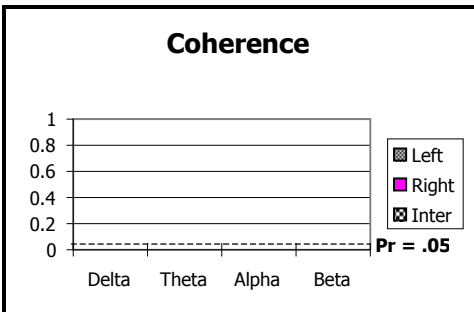 Coherence
1
0.8
0.6
0.4
0.2
0
Delta Theta Alpha Beta
Left
Right
Inter
Pr = .05